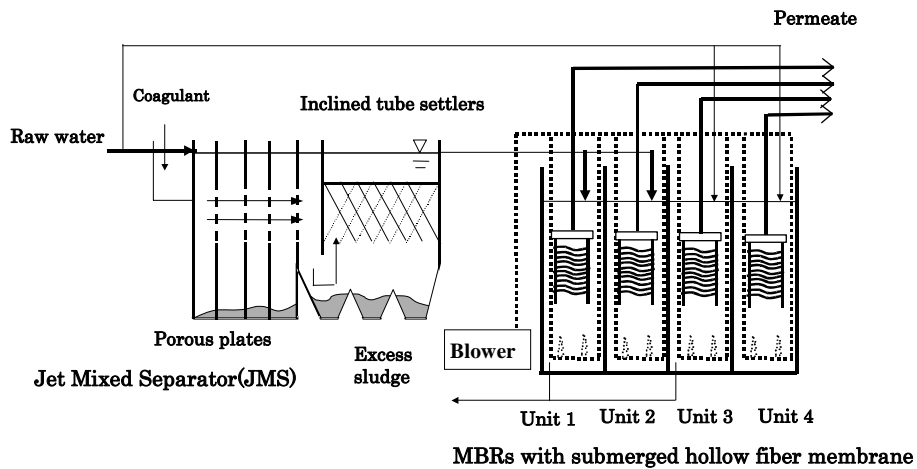 Permeate
Coagulant
Inclined tube settlers
Raw water
Porous plates
Excess
sludge
Blower
Jet Mixed Separator(JMS)
Unit 1
Unit 2
Unit 3
Unit 4
MBRs with submerged hollow fiber membrane